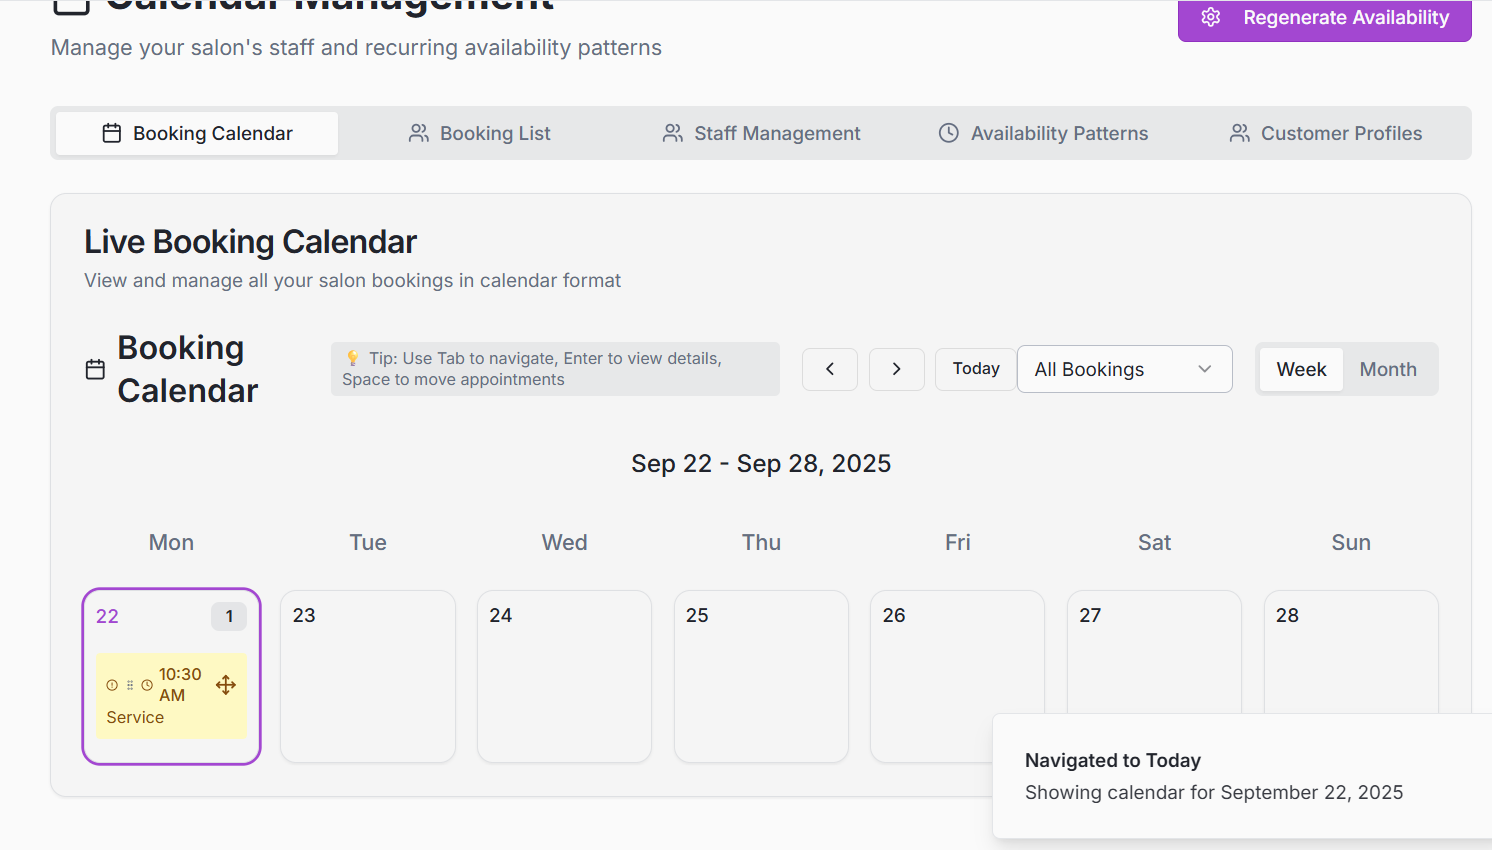 Calendar Management
Regenerate Availability
Manage your salon's staff and recurring availability patterns
Booking Calendar
Booking List
Staff Management
Availability Patterns
Customer Profiles
Live Booking Calendar
View and manage all your salon bookings in calendar format
Booking
Calendar
💡 Tip: Use Tab to navigate, Enter to view details,
Space to move appointments
Today
All Bookings
Week
Month
Sep 22 - Sep 28, 2025
Mon
Tue
Wed
Thu
Fri
Sat
Sun
22
1
23
24
25
26
27
28
10:30
AM
Service
Navigated to Today
Showing calendar for September 22, 2025